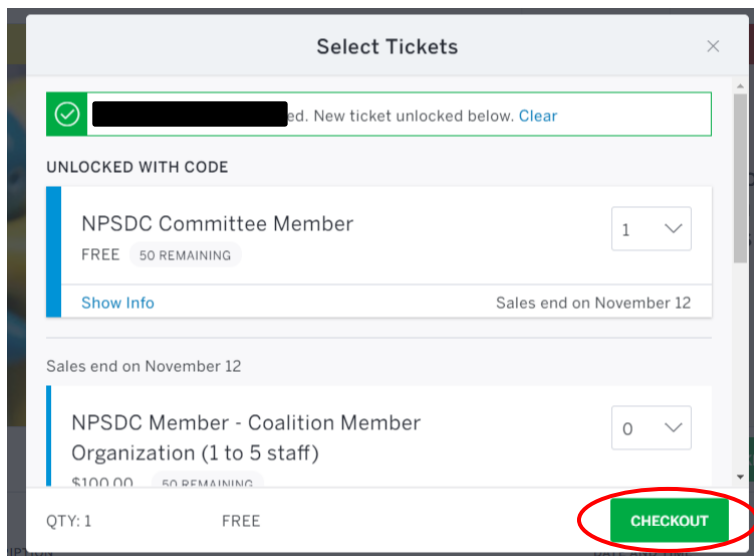 Select Tickets
ed. New ticket unlocked below. Clear
UNLOCKED WITH CODE
NPSDC Committee Member
1
FREE 50 REMAINING
Show Info Sales end on November 12
Sales end on November 12
NPSDC Member - Coalition Member
Organization (1 to 5 staff)
0
$100.00 50 REMAINING
QTY: 1 FREE CHECKOUT